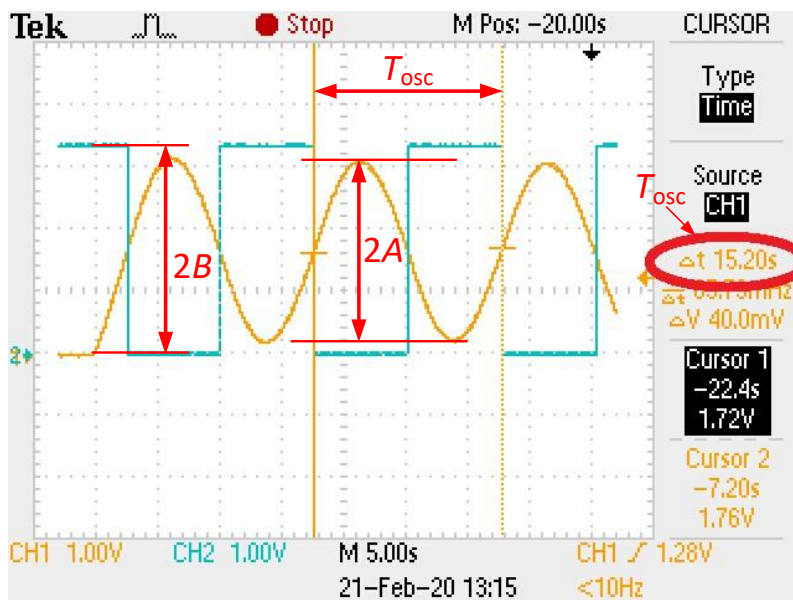 Tek Stop M Pos: -20.00s CURSOR
Tosc
Type
Time
Source
CH1
Tosc
Δt 15.20s
ΔV 40.0mV
2B
2A
2
Cursor 1
-22.4s
1.72V
Cursor 2
-7.20s
1.76V
CH1 1.00V CH2 1.00V M 5.00s CH1 / 1.28V
21-Feb-20 13:15 <10Hz